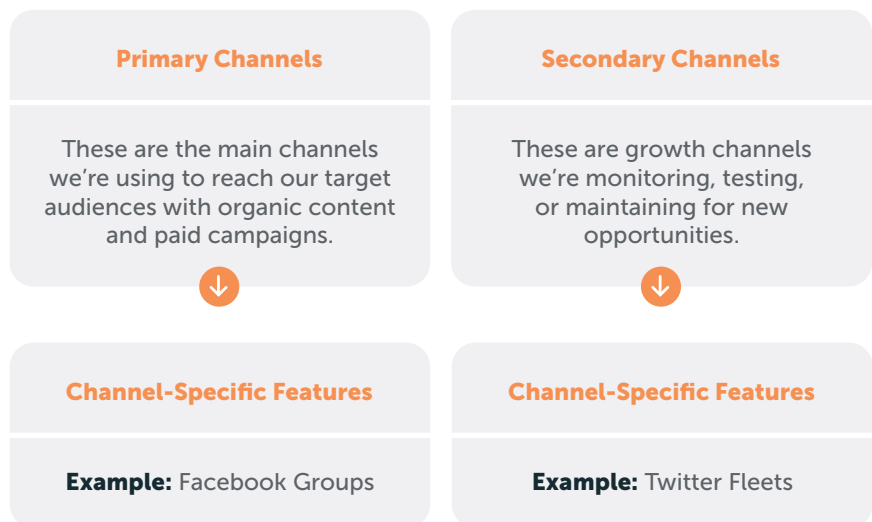 Primary Channels
These are the main channels
we're using to reach our target
audiences with organic content
and paid campaigns.
Channel-Specific Features
Example: Facebook Groups
Secondary Channels
These are growth channels
we're monitoring, testing,
or maintaining for new
opportunities.
Channel-Specific Features
Example: Twitter Fleets